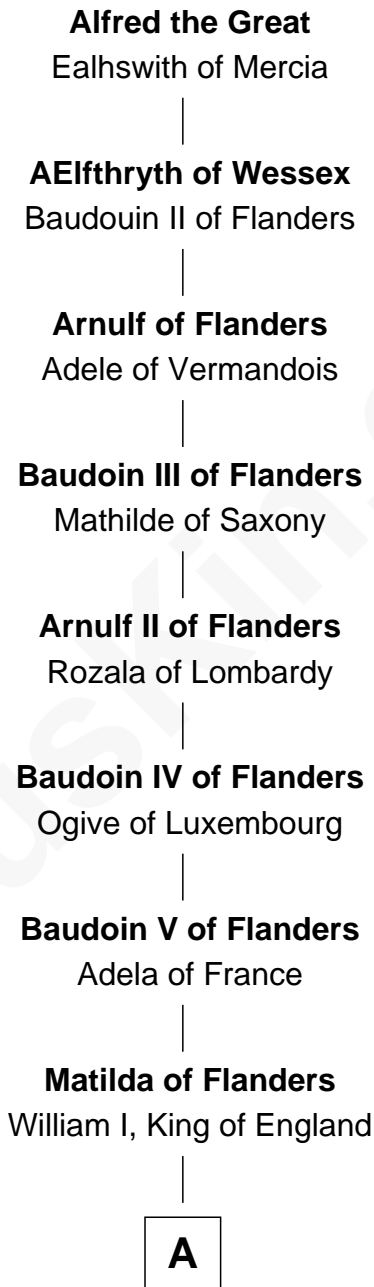 Alfred the Great
Ealhswith of Mercia
AElfthryth of Wessex
Baudouin II of Flanders
Arnulf of Flanders
Adele of Vermandois
Baudoin III of Flanders
Mathilde of Saxony
Arnulf II of Flanders
Rozala of Lombardy
Baudoin IV of Flanders
Ogive of Luxembourg
Baudoin V of Flanders
Adela of France
Matilda of Flanders
William I, King of England
A